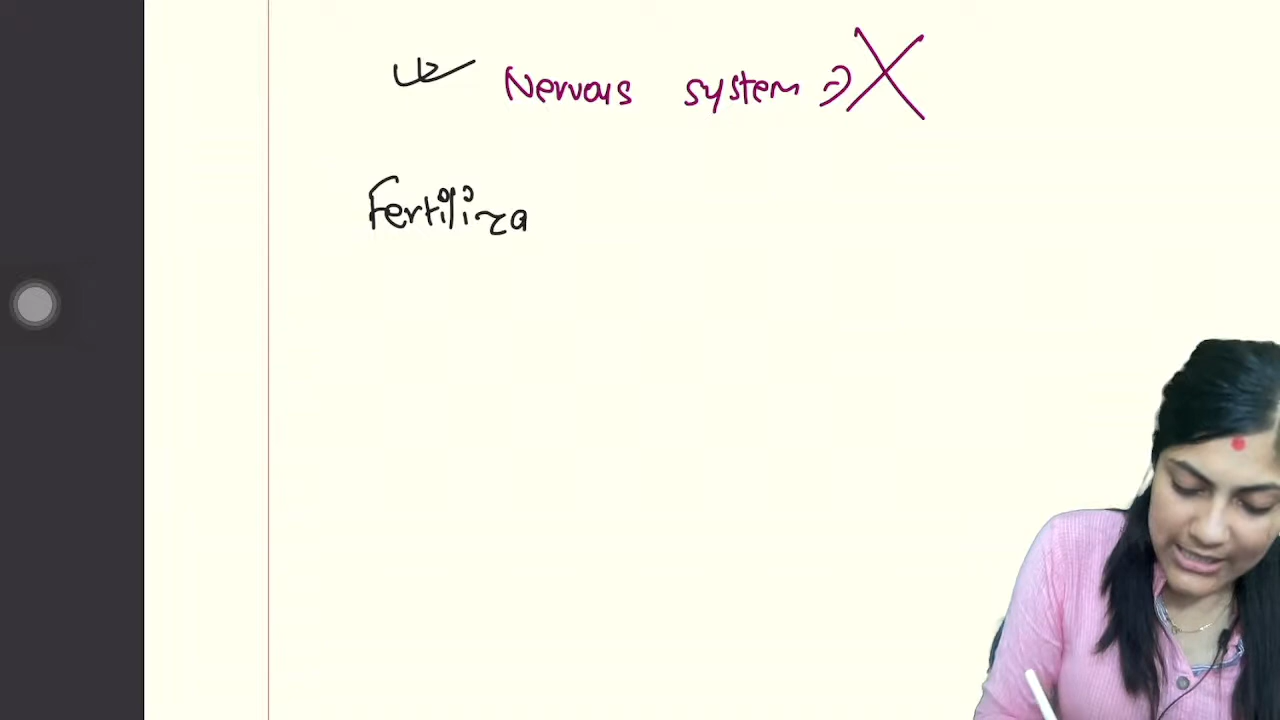 Nervous system ⇒ X
Fertiliza